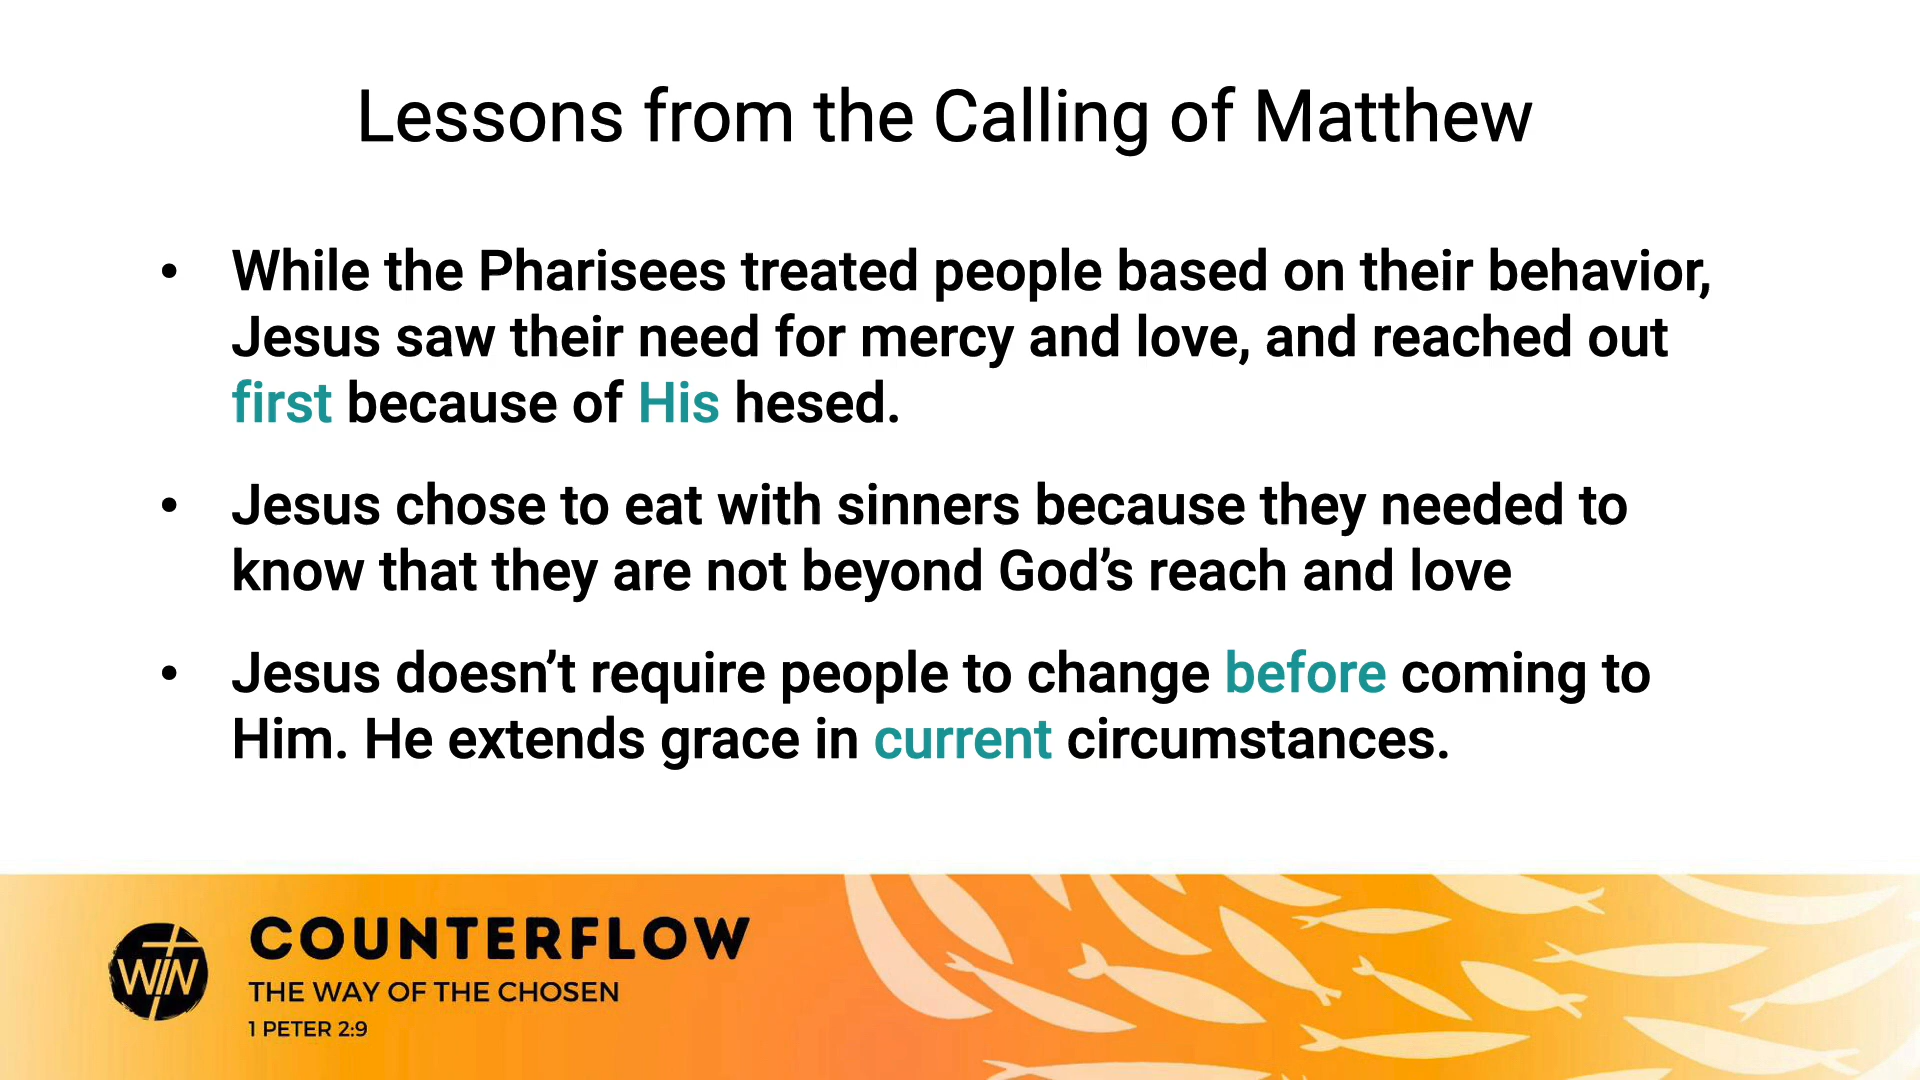 Lessons from the Calling of Matthew
• While the Pharisees treated people based on their behavior,
Jesus saw their need for mercy and love, and reached out
first because of His hesed.
• Jesus chose to eat with sinners because they needed to
know that they are not beyond God’s reach and love
• Jesus doesn’t require people to change before coming to
Him. He extends grace in current circumstances.
WIN
COUNTERFLOW
THE WAY OF THE CHOSEN
1 PETER 2:9